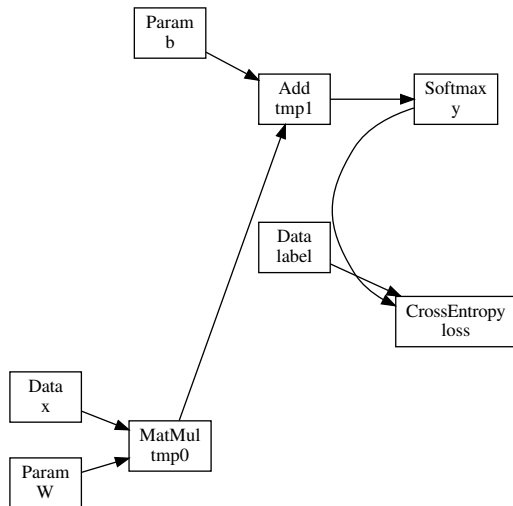 Param
b
Add
tmp1
Softmax
y
Data
label
CrossEntropy
loss
Data
x
MatMul
tmp0
Param
W